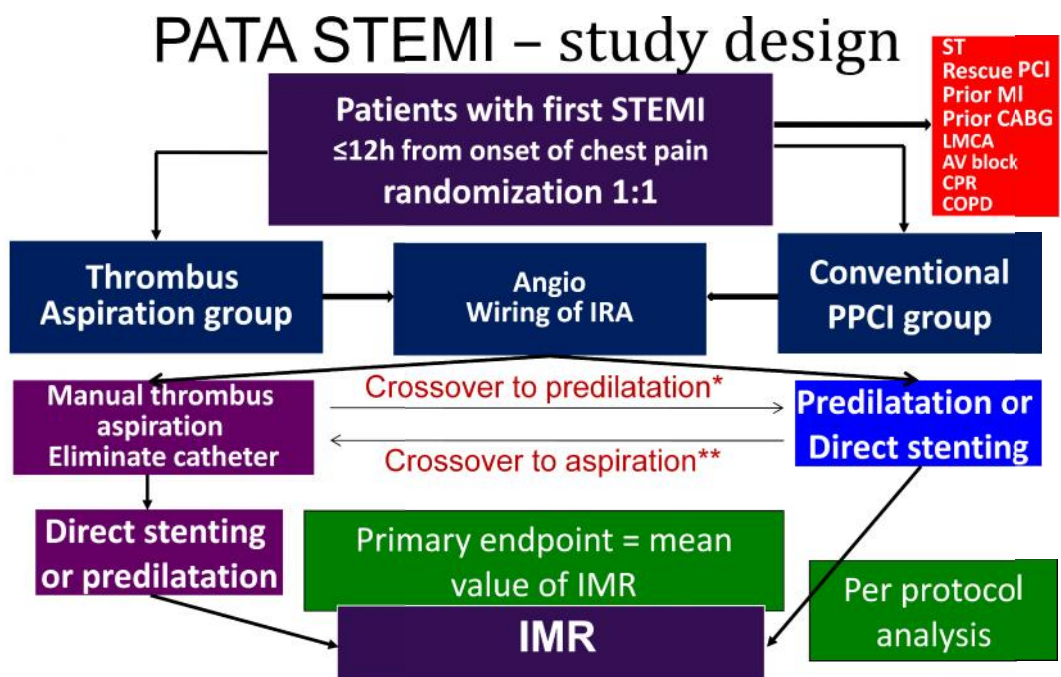 PATA STEMI – study design
ST
Rescue PCI
Prior MI
Prior CABG
LMCA
AV block
CPR
COPD
Patients with first STEMI
≤12h from onset of chest pain
randomization 1:1
Thrombus
Aspiration group
Angio
Wiring of IRA
Conventional
PPCI group
Manual thrombus
aspiration
Eliminate catheter
Crossover to predilatation*
Crossover to aspiration**
Predilatation or
Direct stenting
Direct stenting
or predilatation
Primary endpoint = mean
value of IMR
IMR
Per protocol
analysis